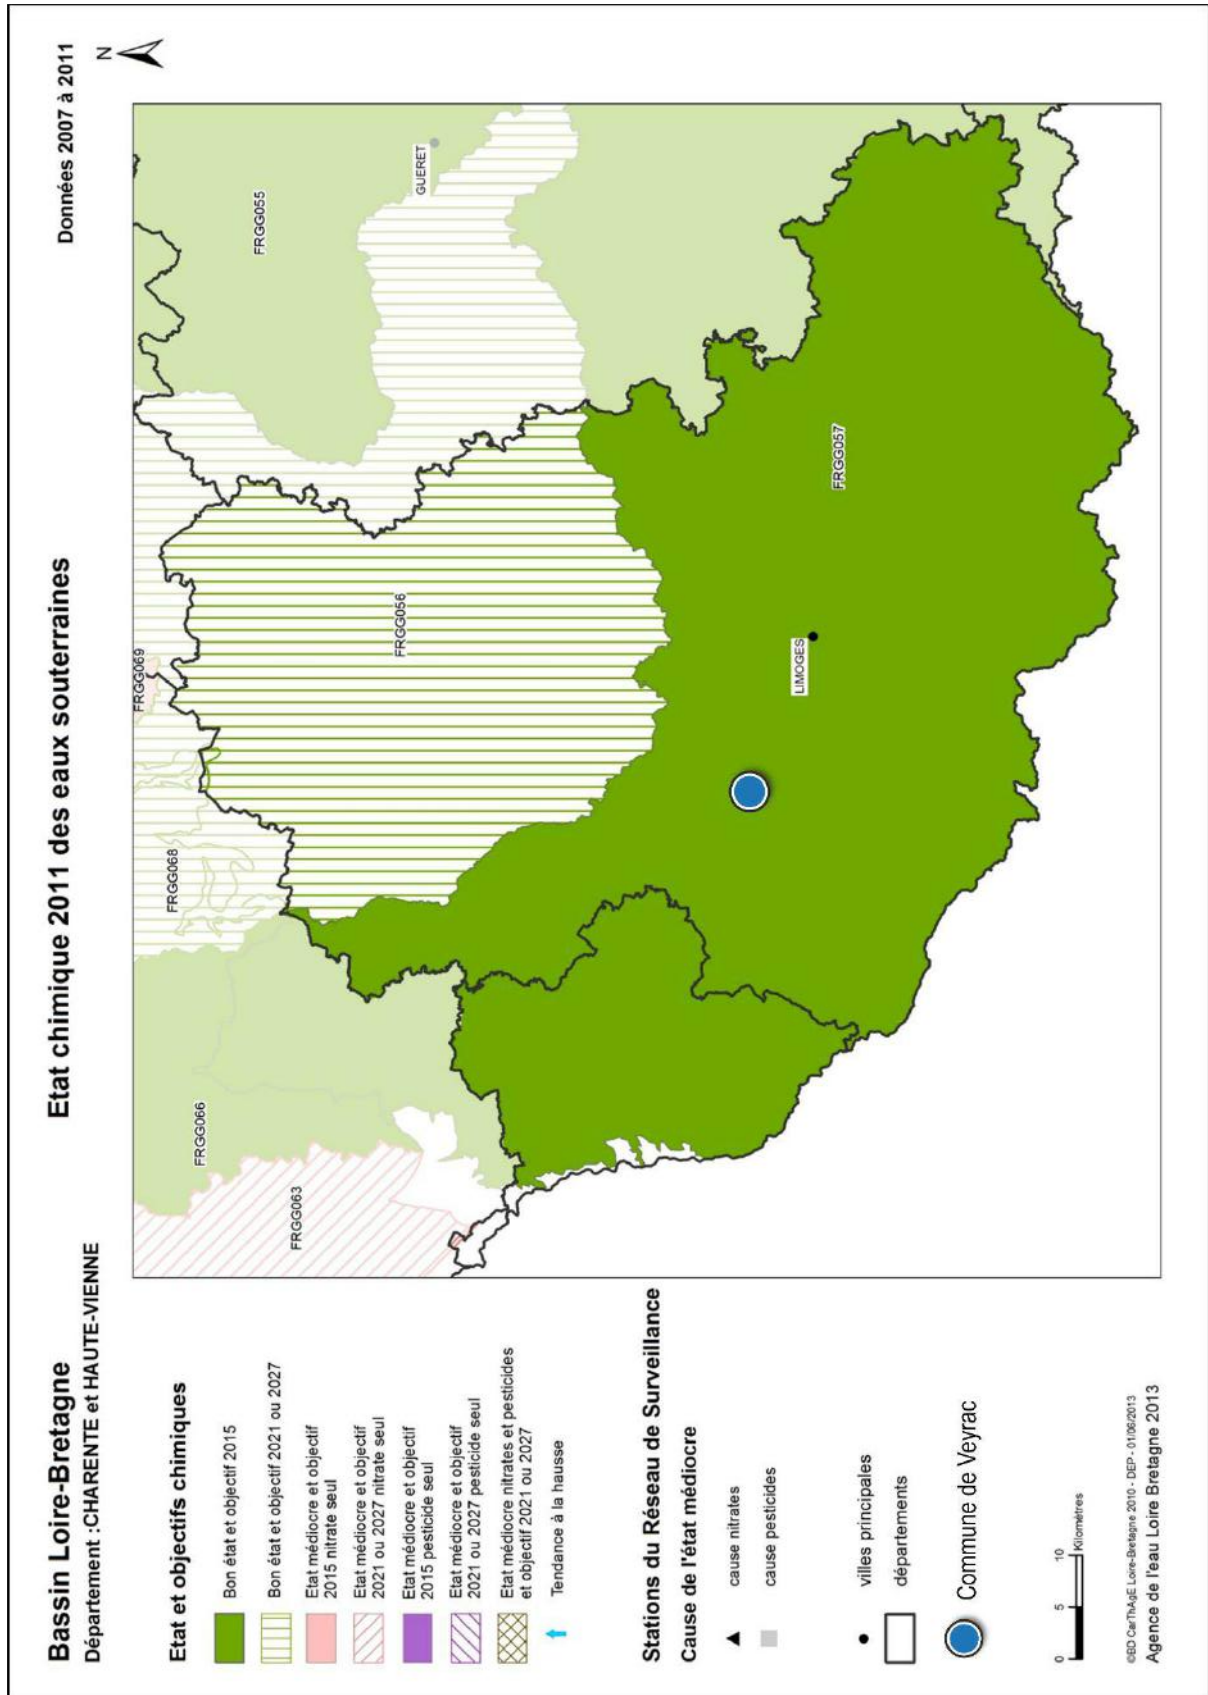 Bassin Loire-Bretagne
Département :CHARENTE et HAUTE-VIENNE
Etat chimique 2011 des eaux souterraines
Données 2007 à 2011
N
Etat et objectifs chimiques
Bon état et objectif 2015
Bon état et objectif 2021 ou 2027
Etat médiocre et objectif
2015 nitrate seul
Etat médiocre et objectif
2021 ou 2027 nitrate seul
Etat médiocre et objectif
2015 pesticide seul
Etat médiocre et objectif
2021 ou 2027 pesticide seul
Etat médiocre nitrates et pesticides
et objectif 2021 ou 2027
Tendance à la hausse
Stations du Réseau de Surveillance
Cause de l'état médiocre
cause nitrates
cause pesticides
villes principales
départements
Commune de Veyrac
0 5 10
Kilomètres
©BD CarThAgE Loire-Bretagne 2010 - DEP - 01/06/2013
Agence de l'eau Loire Bretagne 2013
FRGG069
FRGG068
FRGG066
FRGG055
GUERET
FRGG063
FRGG056
LIMOGES
FRGG057